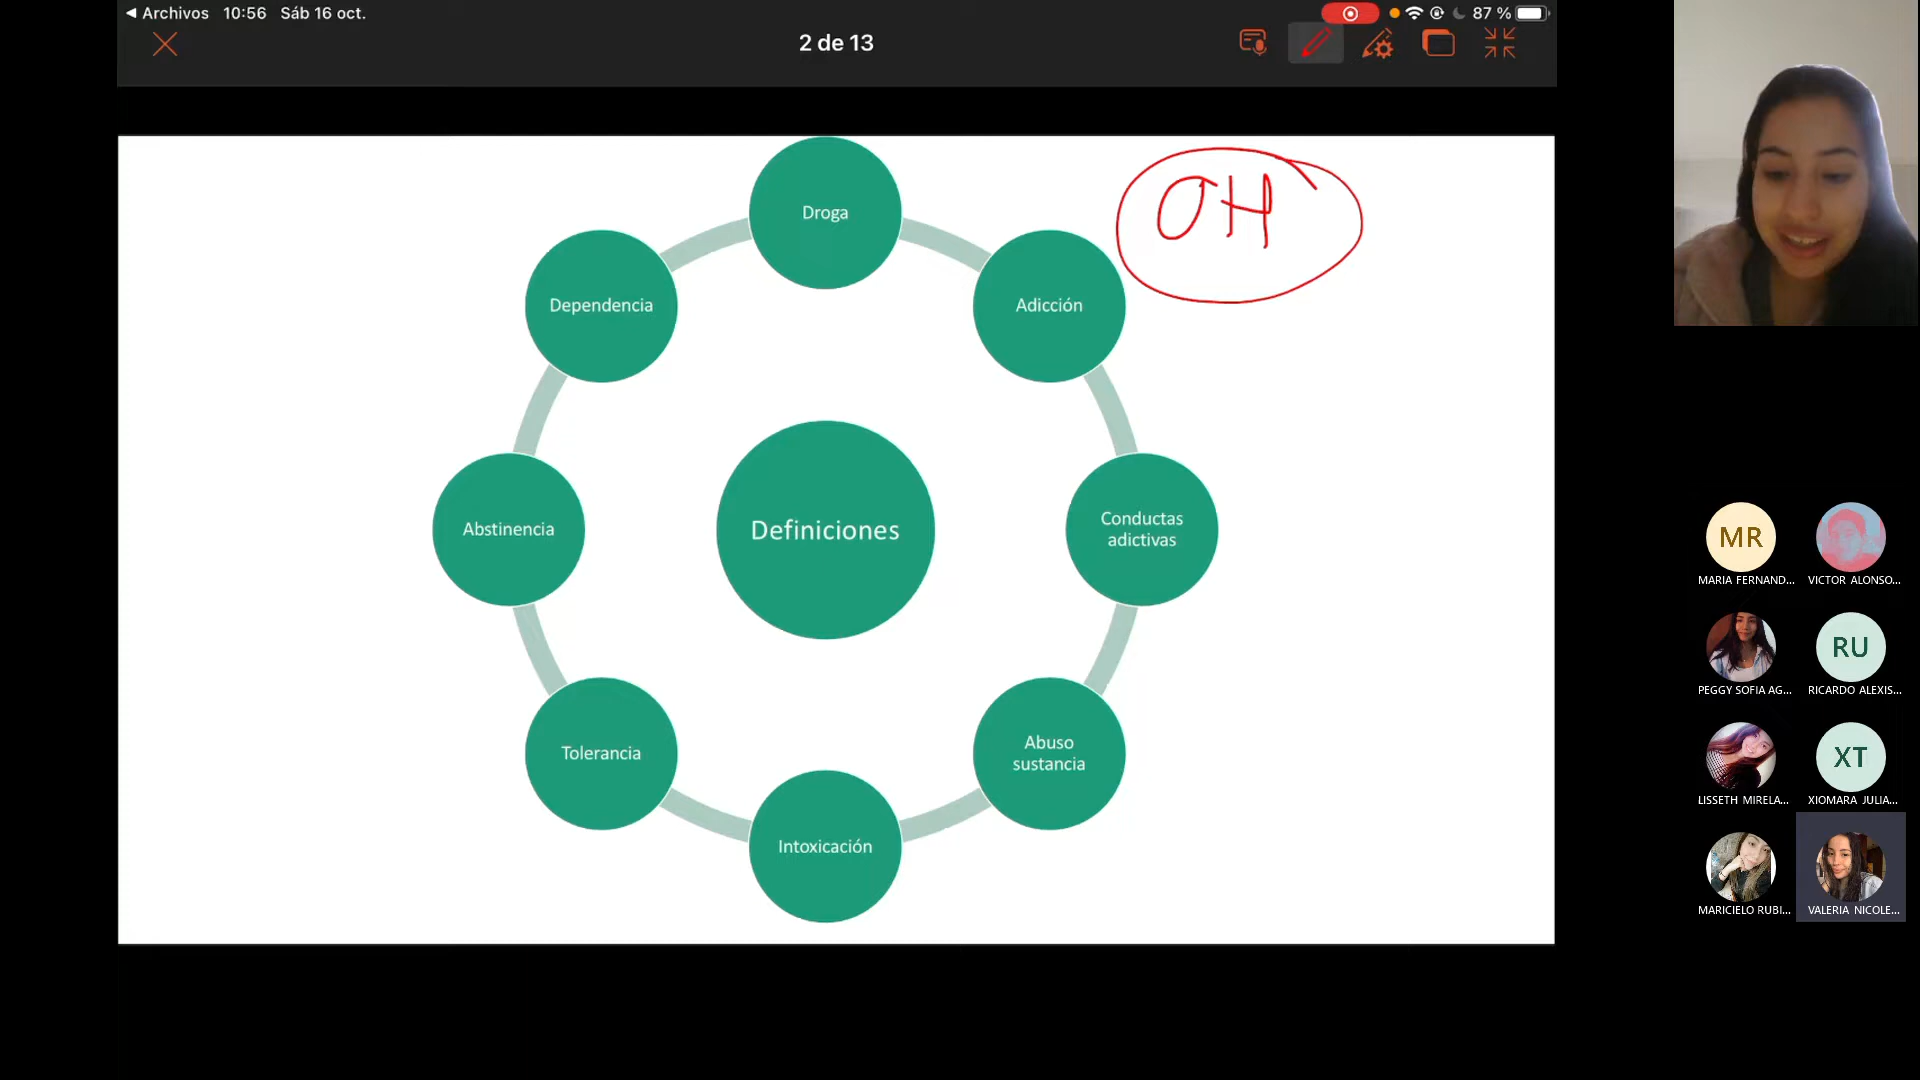 Archivos 10:56 Sáb 16 oct.
87 %
2 de 13
Droga
OH
Dependencia
Adicción
Abstinencia
Definiciones
Conductas
adictivas
Tolerancia
Abuso
sustancia
Intoxicación
MR
MARIA FERNAND...
VICTOR ALONSO...
PEGGY SOFIA AG...
RU
RICARDO ALEXIS...
LISSETH MIRELA...
XT
XIOMARA JULIA...
MARICIELO RUBI...
VALERIA NICOLE...